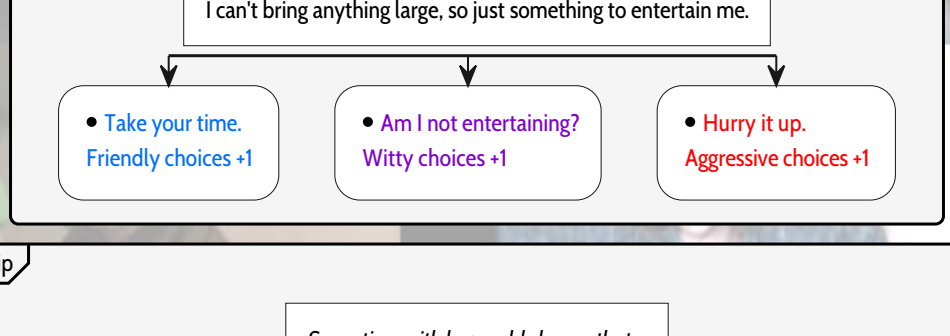 I can't bring anything large, so just something to entertain me.
• Take your time.
Friendly choices +1
• Am I not entertaining?
Witty choices +1
• Hurry it up.
Aggressive choices +1